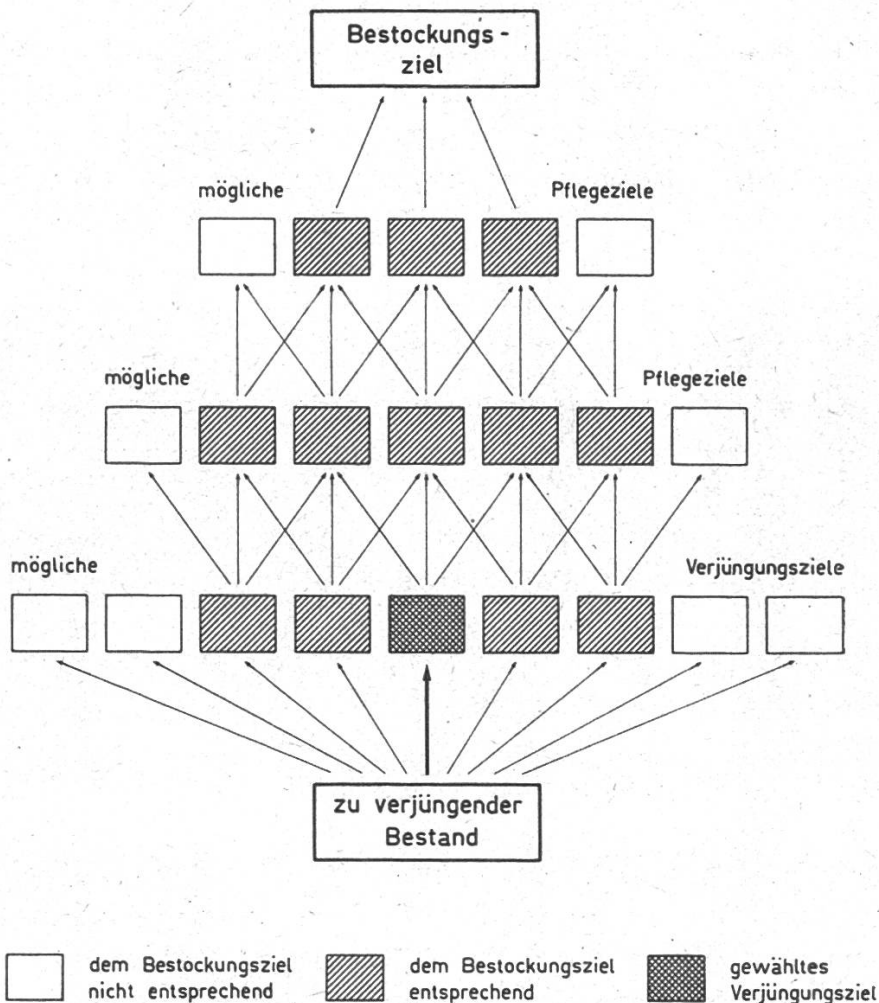 Bestockungs-
ziel
mögliche Pflegeziele
mögliche Pflegeziele
mögliche Verjüngungsziele
zu verjüngender
Bestand
dem Bestockungsziel
nicht entsprechend
dem Bestockungsziel
entsprechend
gewähltes
Verjüngungsziel